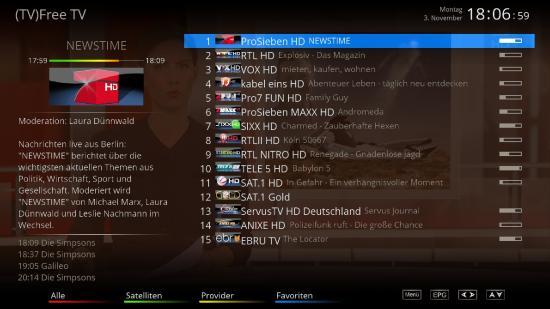 (TV)Free TV
Montag
3. November
18:06:59
NEWSTIME
17:59
18:09
HD
Moderation: Laura Dünnwald
Nachrichten live aus Berlin:
"NEWSTIME" berichtet über die
wichtigsten aktuellen Themen aus
Politik, Wirtschaft, Sport und
Gesellschaft. Moderiert wird
"NEWSTIME" von Michael Marx, Laura
Dünnwald und Leslie Nachmann im
Wechsel.
18:09 Die Simpsons
18:37 Die Simpsons
19:05 Galileo
20:14 Die Simpsons
1 ProSieben HD NEWSTIME
2 RTL HD Explosiv - Das Magazin
3 VOX HD mieten, kaufen, wohnen
4 kabel eins HD Abenteuer Leben - täglich neu entdecken
5 Pro7 FUN HD Family Guy
6 ProSieben MAXX HD Andromeda
7 SIXX HD Charmed - Zauberhafte Hexen
8 RTLII HD Köln 50667
9 RTL NITRO HD Renegade - Gnadenlose Jagd
10 TELE 5 HD Babylon 5
11 SAT.1 HD In Gefahr - Ein verhängnisvoller Moment
12 SAT.1 Gold
13 ServusTV HD Deutschland Servus Journal
14 ANIXE HD Polizeifunk ruft - Die große Chance
15 EBRU TV The Locator
Alle
Satelliten
Provider
Favoriten
Menü
EPG